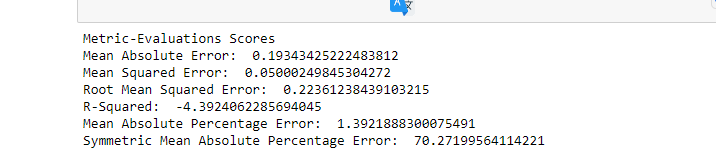 Metric-Evaluations Scores
Mean Absolute Error:  0.19343425222483812
Mean Squared Error:  0.05000249845304272
Root Mean Squared Error:  0.22361238439103215
R-Squared:  -4.3924062285694045
Mean Absolute Percentage Error:  1.3921888300075491
Symmetric Mean Absolute Percentage Error:  70.27199564114221